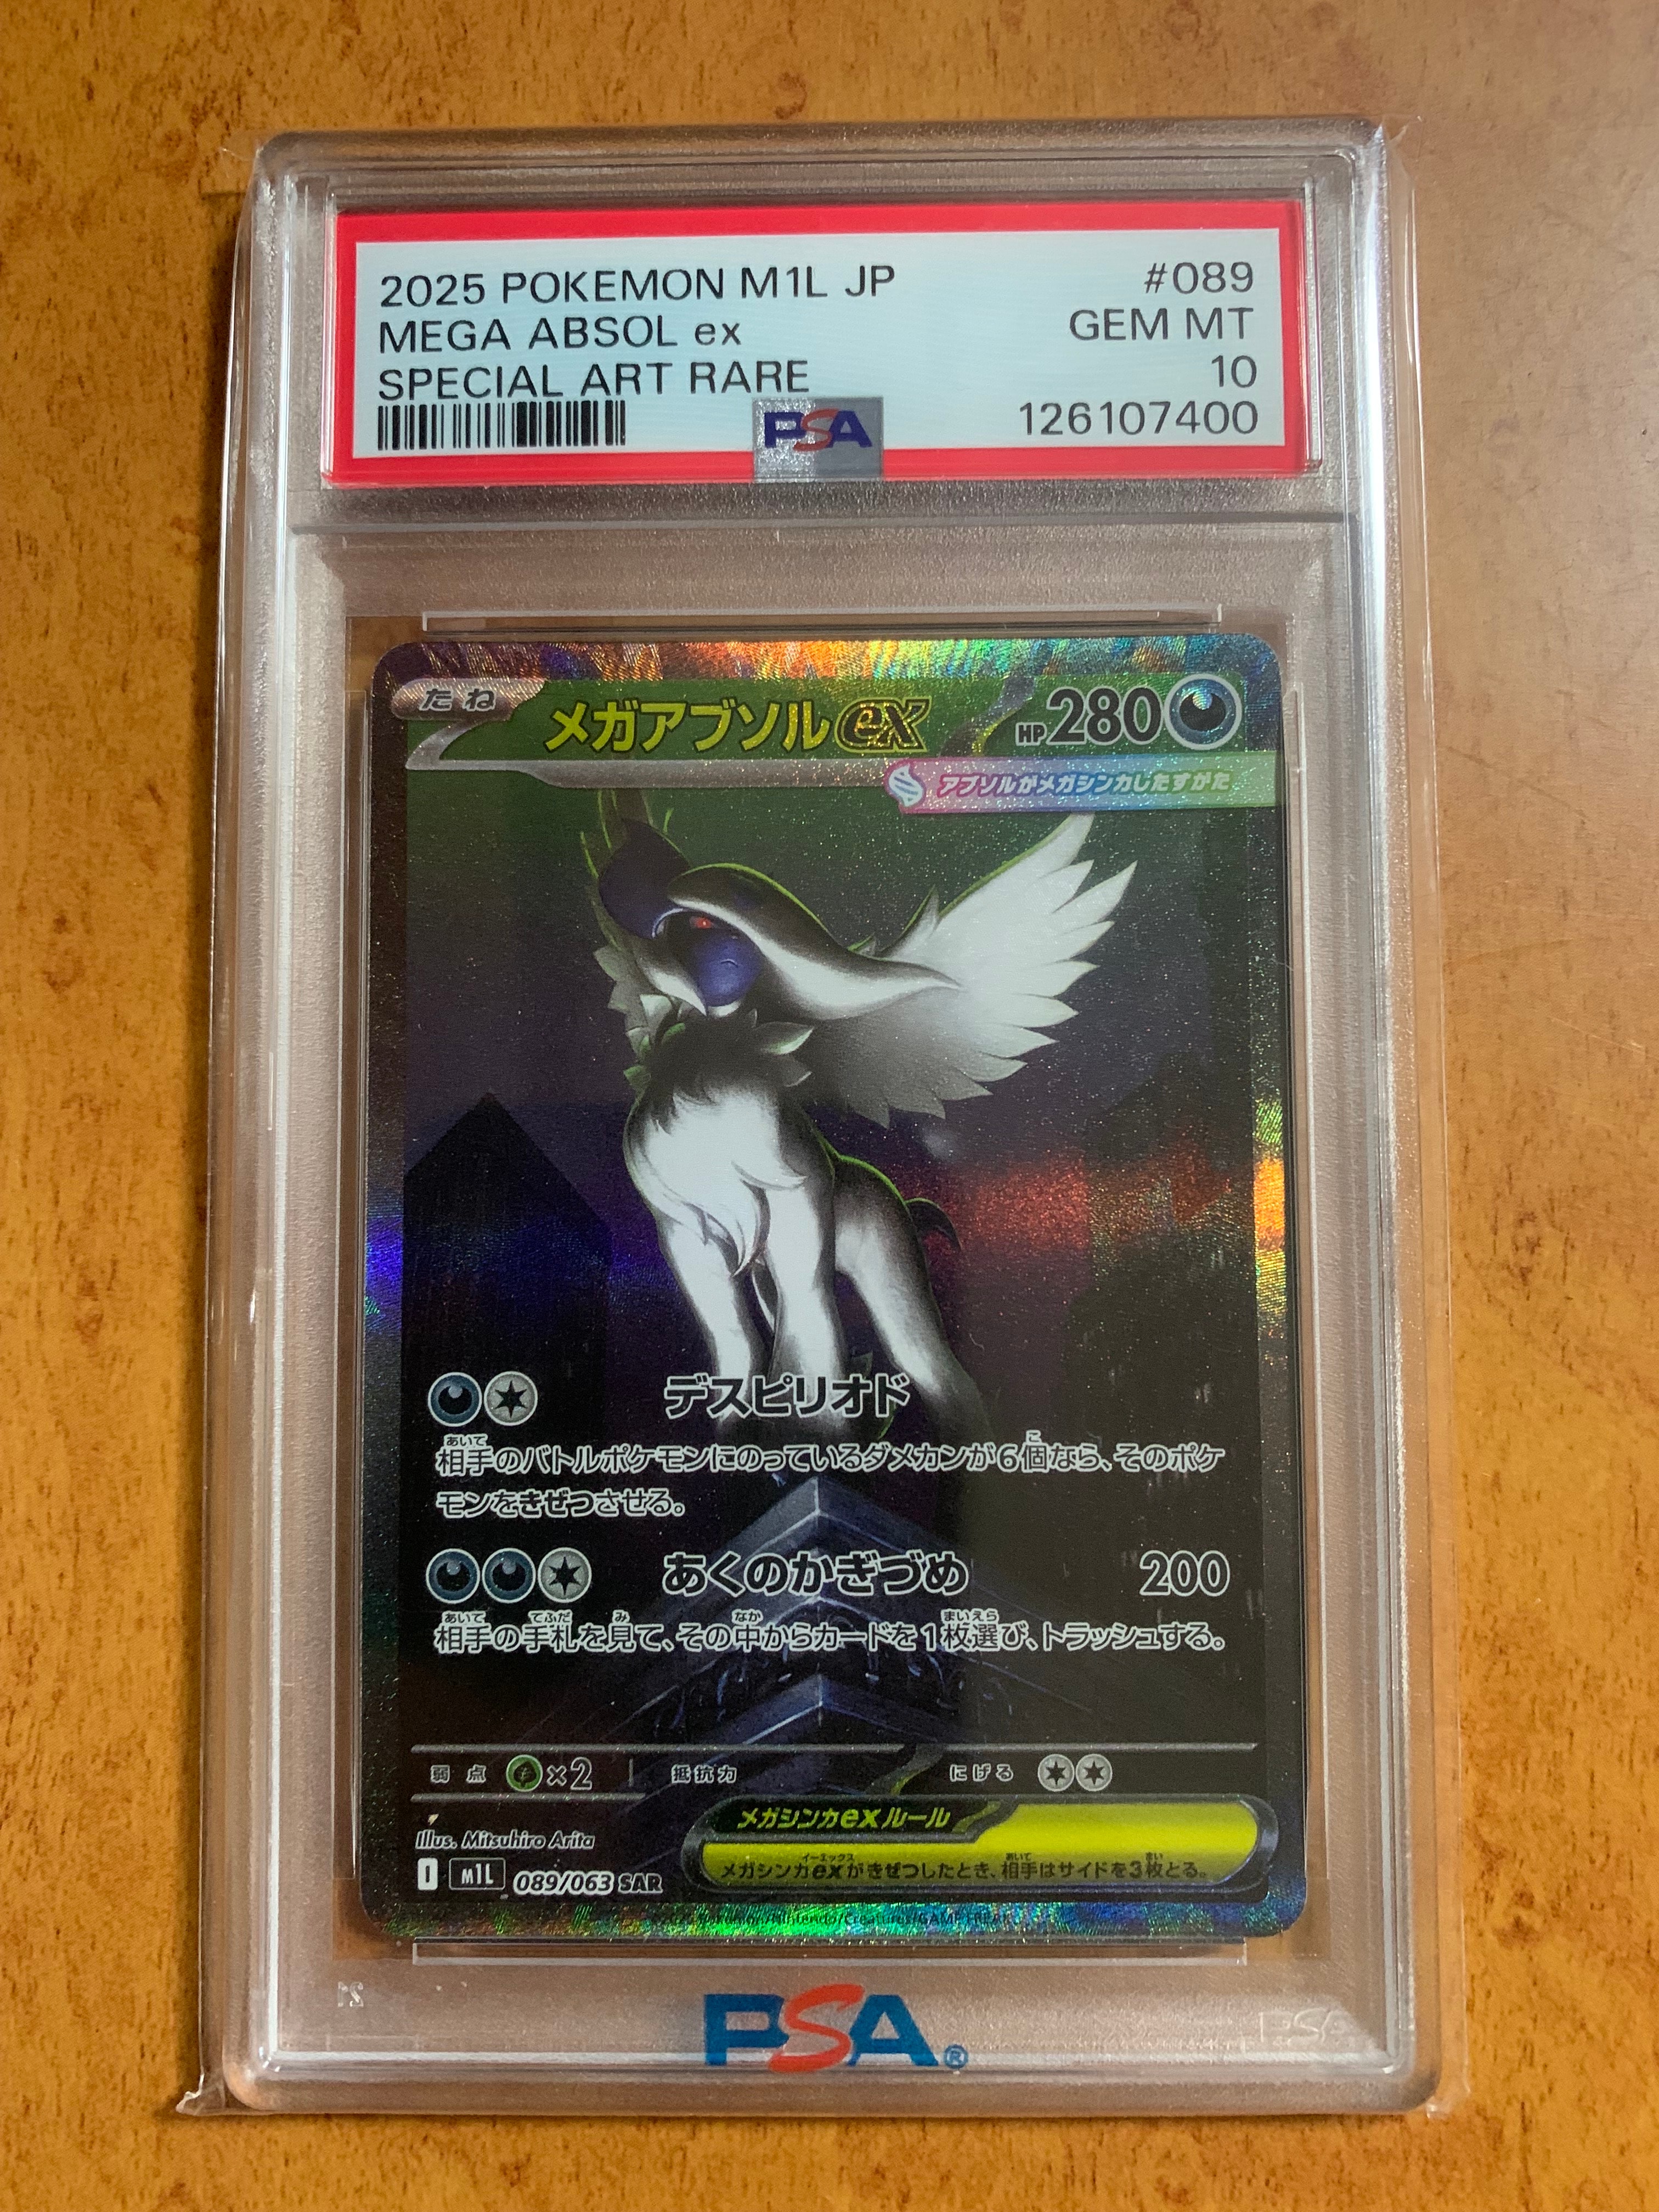 2025 POKEMON M1L JP #089
MEGA ABSOL ex GEM MT
SPECIAL ART RARE 10
PSA 126107400
たね メガアブソルex HP280
アブソルがメガシンカしたすがた
デスピリオド
相手のバトルポケモンにのっているダメカンが6個なら、そのポケ
モンをきぜつさせる。
あくのかぎづめ 200
相手の手札を見て、その中からカードを1枚選び、トラッシュする。
弱点 ×2 抵抗力 にげる
メガシンカexルール
メガシンカexがきぜつしたとき、相手はサイドを3枚とる。
Illus. Mitsuhiro Arita
I M1L 089/063 SAR
Pokémon/Nintendo/Creatures/GAME FREAK
PSA®